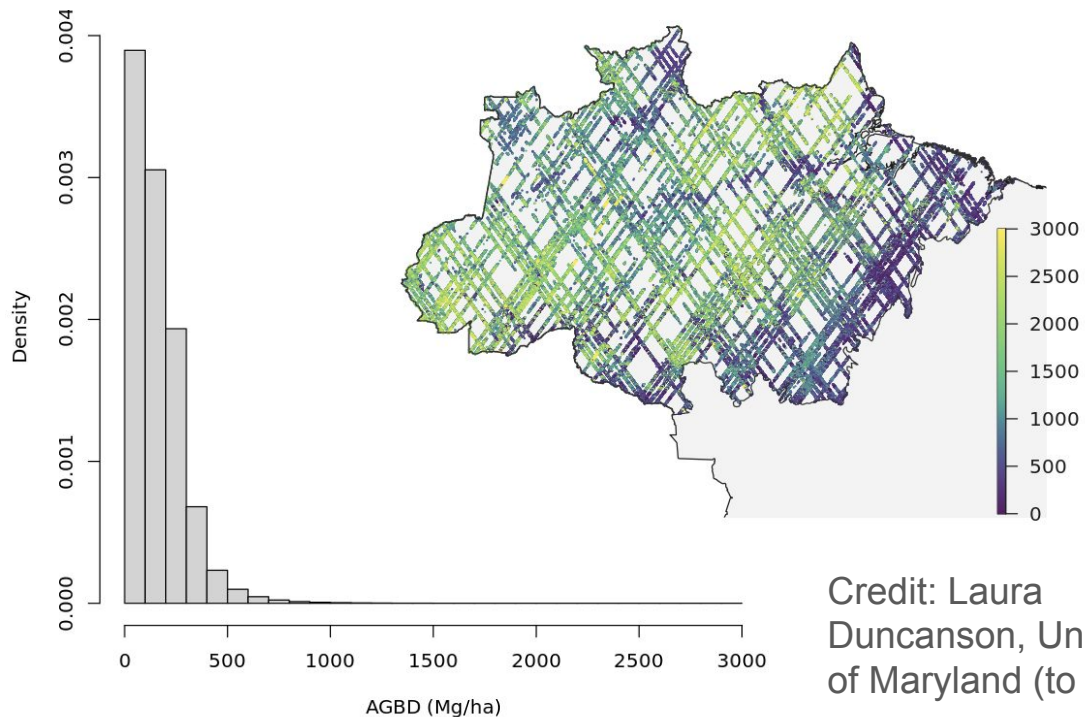 0.004
0.003
0.002
0.001
0.000
Density
0 500 1000 1500 2000 2500 3000
AGBD (Mg/ha)
3000
2500
2000
1500
1000
500
0
Credit: Laura
Duncanson, Un
of Maryland (to